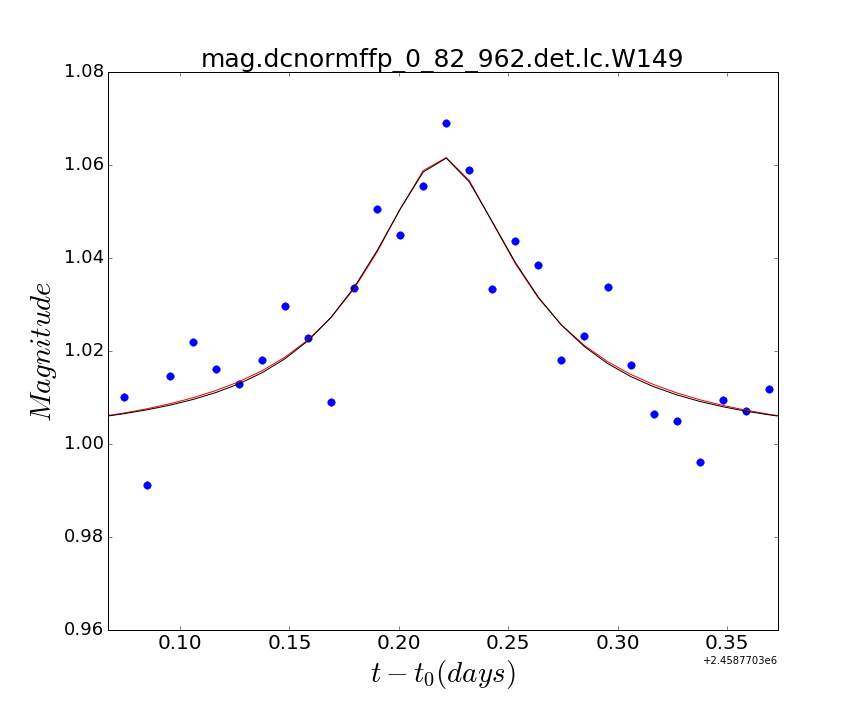 mag.dcnormffp_0_82_962.det.lc.W149
1.08
1.06
1.04
1.02
1.00
0.98
0.96
Magnitude
0.10 0.15 0.20 0.25 0.30 0.35
+2.4587703e6
t − t₀(days)